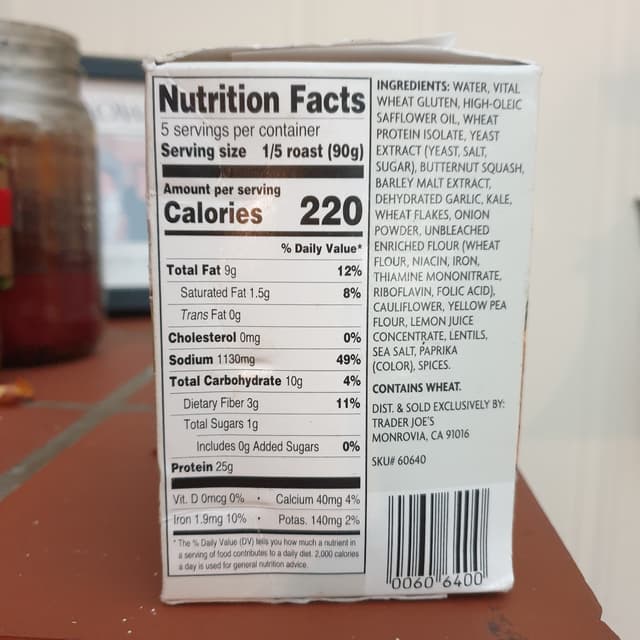 Nutrition Facts
5 servings per container
Serving size 1/5 roast (90g)
Amount per serving
Calories 220
% Daily Value*
Total Fat 9g 12%
Saturated Fat 1.5g 8%
Trans Fat 0g
Cholesterol 0mg 0%
Sodium 1130mg 49%
Total Carbohydrate 10g 4%
Dietary Fiber 3g 11%
Total Sugars 1g
Includes 0g Added Sugars 0%
Protein 25g
Vit. D 0mcg 0% • Calcium 40mg 4%
Iron 1.9mg 10% • Potas. 140mg 2%
* The % Daily Value (DV) tells you how much a nutrient in
a serving of food contributes to a daily diet. 2,000 calories
a day is used for general nutrition advice.
INGREDIENTS: WATER, VITAL
WHEAT GLUTEN, HIGH-OLEIC
SAFFLOWER OIL, WHEAT
PROTEIN ISOLATE, YEAST
EXTRACT (YEAST, SALT,
SUGAR), BUTTERNUT SQUASH,
BARLEY MALT EXTRACT,
DEHYDRATED GARLIC, KALE,
WHEAT FLAKES, ONION
POWDER, UNBLEACHED
ENRICHED FLOUR (WHEAT
FLOUR, NIACIN, IRON,
THIAMINE MONONITRATE,
RIBOFLAVIN, FOLIC ACID),
CAULIFLOWER, YELLOW PEA
FLOUR, LEMON JUICE
CONCENTRATE, LENTILS,
SEA SALT, PAPRIKA
(COLOR), SPICES.
CONTAINS WHEAT.
DIST. & SOLD EXCLUSIVELY BY:
TRADER JOE'S
MONROVIA, CA 91016
SKU# 60640
0060 6400